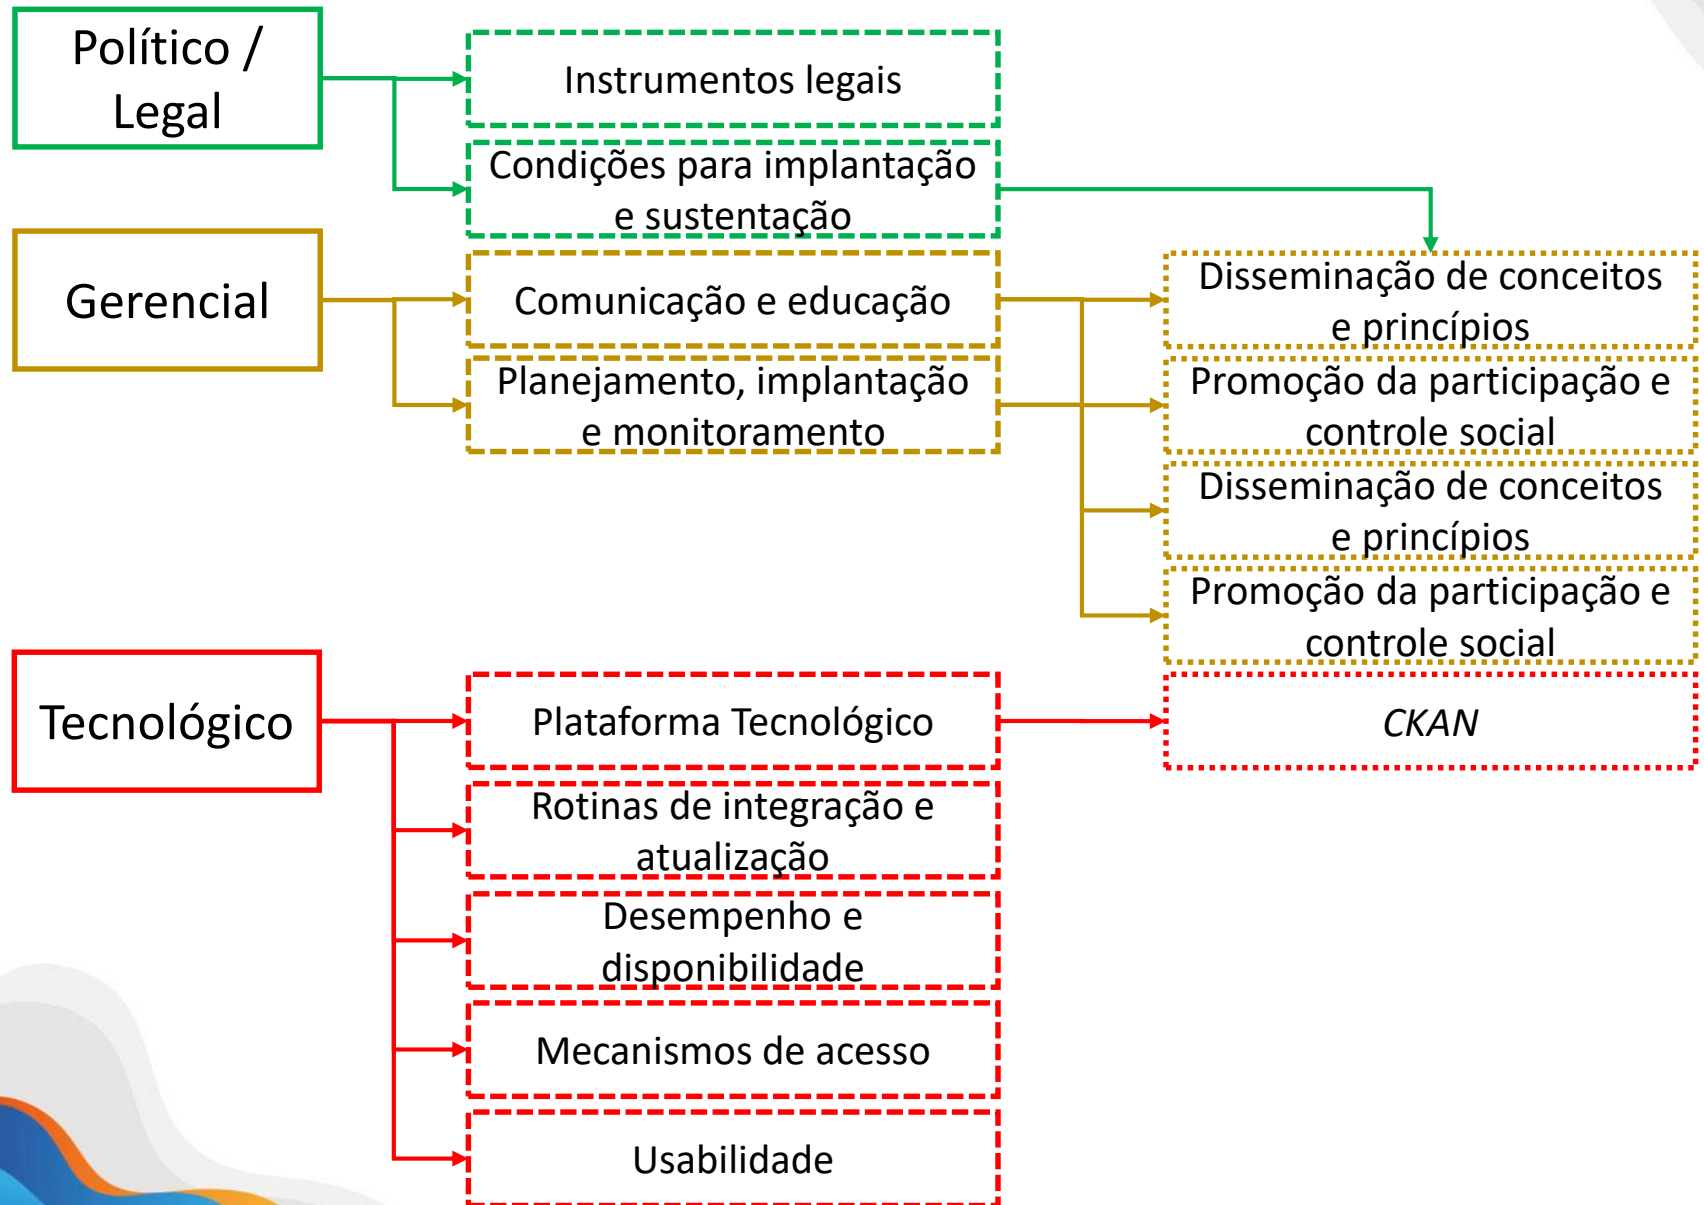 Político /
Legal
Instrumentos legais
Condições para implantação
e sustentação
Gerencial
Comunicação e educação
Planejamento, implantação
e monitoramento
Disseminação de conceitos
e princípios
Promoção da participação e
controle social
Disseminação de conceitos
e princípios
Promoção da participação e
controle social
Tecnológico
Plataforma Tecnológico
CKAN
Rotinas de integração e
atualização
Desempenho e
disponibilidade
Mecanismos de acesso
Usabilidade